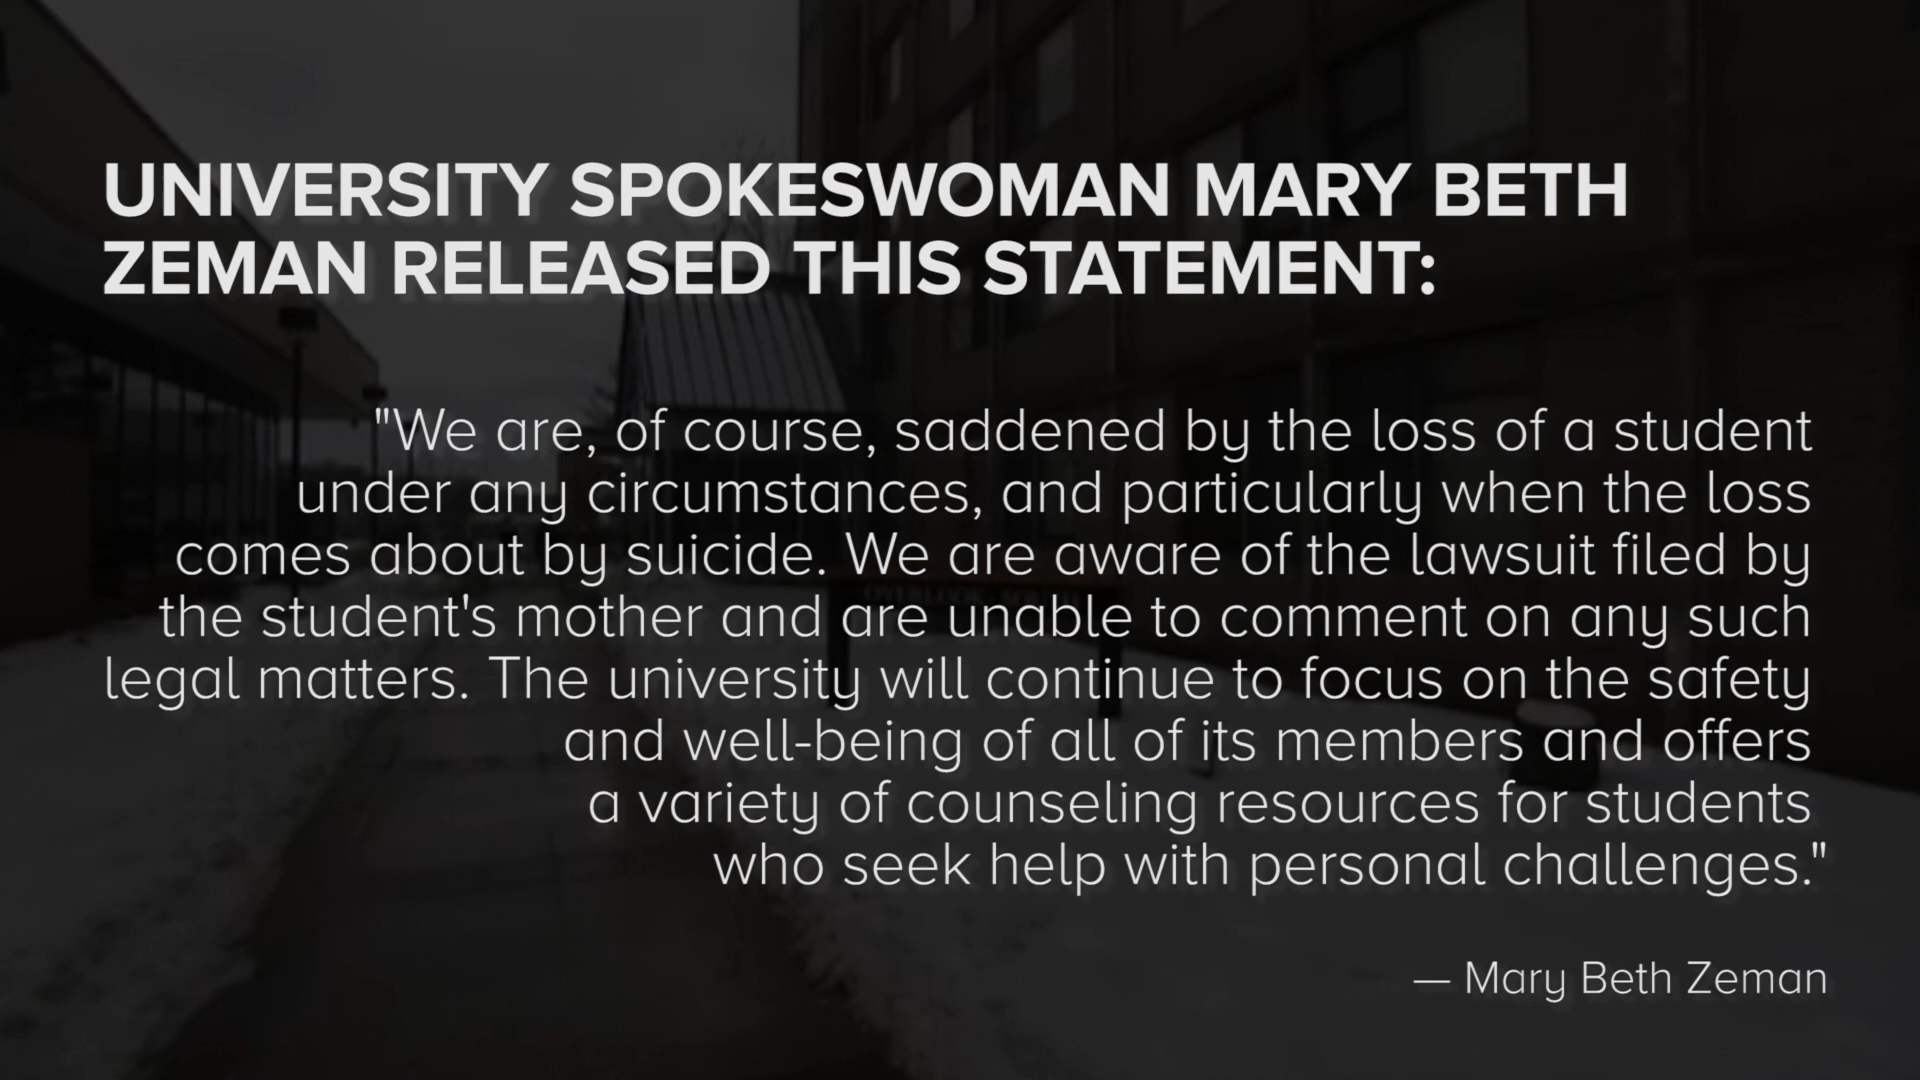 UNIVERSITY SPOKESWOMAN MARY BETH
ZEMAN RELEASED THIS STATEMENT:
"We are, of course, saddened by the loss of a student
under any circumstances, and particularly when the loss
comes about by suicide. We are aware of the lawsuit filed by
the student's mother and are unable to comment on any such
legal matters. The university will continue to focus on the safety
and well-being of all of its members and offers
a variety of counseling resources for students
who seek help with personal challenges."
— Mary Beth Zeman